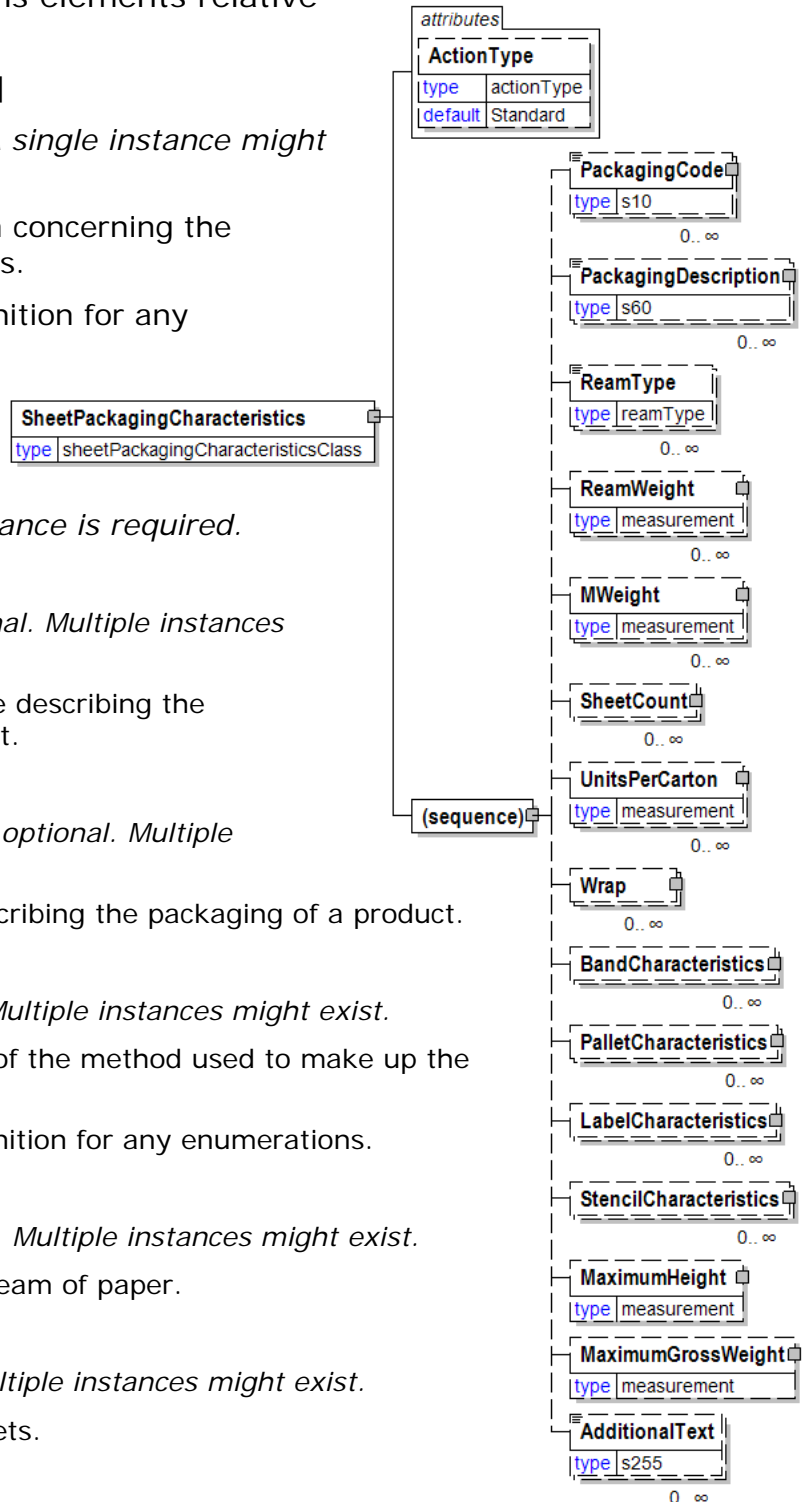 ns elements relative
l
single instance might
concerning the
s.
nition for any
ance is required.
nal. Multiple instances
e describing the
t.
optional. Multiple
cribing the packaging of a product.
Multiple instances might exist.
of the method used to make up the
nition for any enumerations.
Multiple instances might exist.
eam of paper.
ltiple instances might exist.
ets.
SheetPackagingCharacteristics
type sheetPackagingCharacteristicsClass
attributes
ActionType
type actionType
default Standard
(sequence)
PackagingCode
type s10
0.. ∞
PackagingDescription
type s60
0.. ∞
ReamType
type reamType
0.. ∞
ReamWeight
type measurement
0.. ∞
MWeight
type measurement
0.. ∞
SheetCount
0.. ∞
UnitsPerCarton
type measurement
0.. ∞
Wrap
0.. ∞
BandCharacteristics
0.. ∞
PalletCharacteristics
0.. ∞
LabelCharacteristics
0.. ∞
StencilCharacteristics
0.. ∞
MaximumHeight
type measurement
MaximumGrossWeight
type measurement
AdditionalText
type s255
0.. ∞